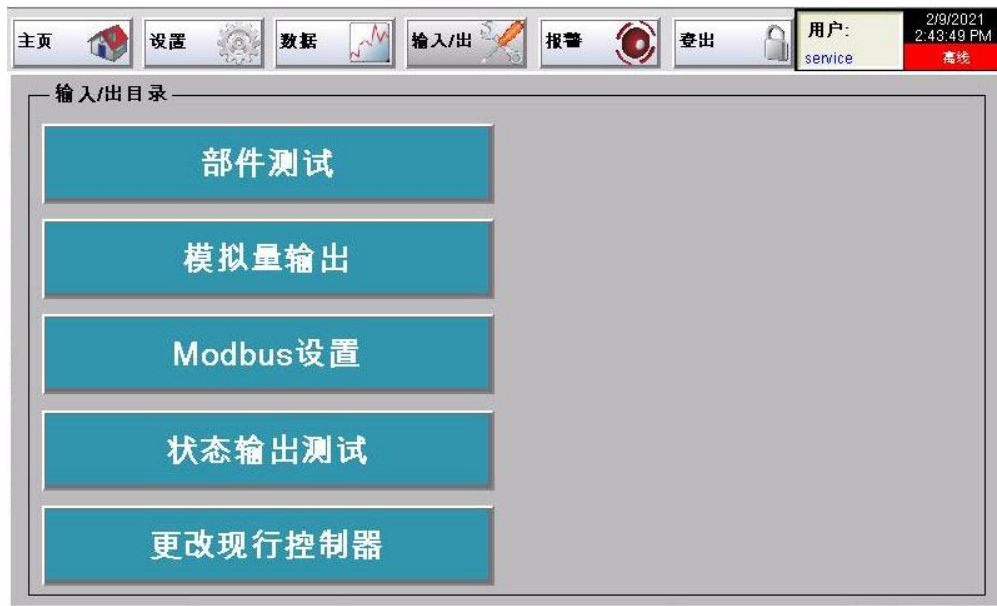 主页 设置 数据 输入/出 报警 登出 用户: 2/9/2021
service 2:43:49 PM
离线
输入/出目录
部件测试
模拟量输出
Modbus设置
状态输出测试
更改现行控制器